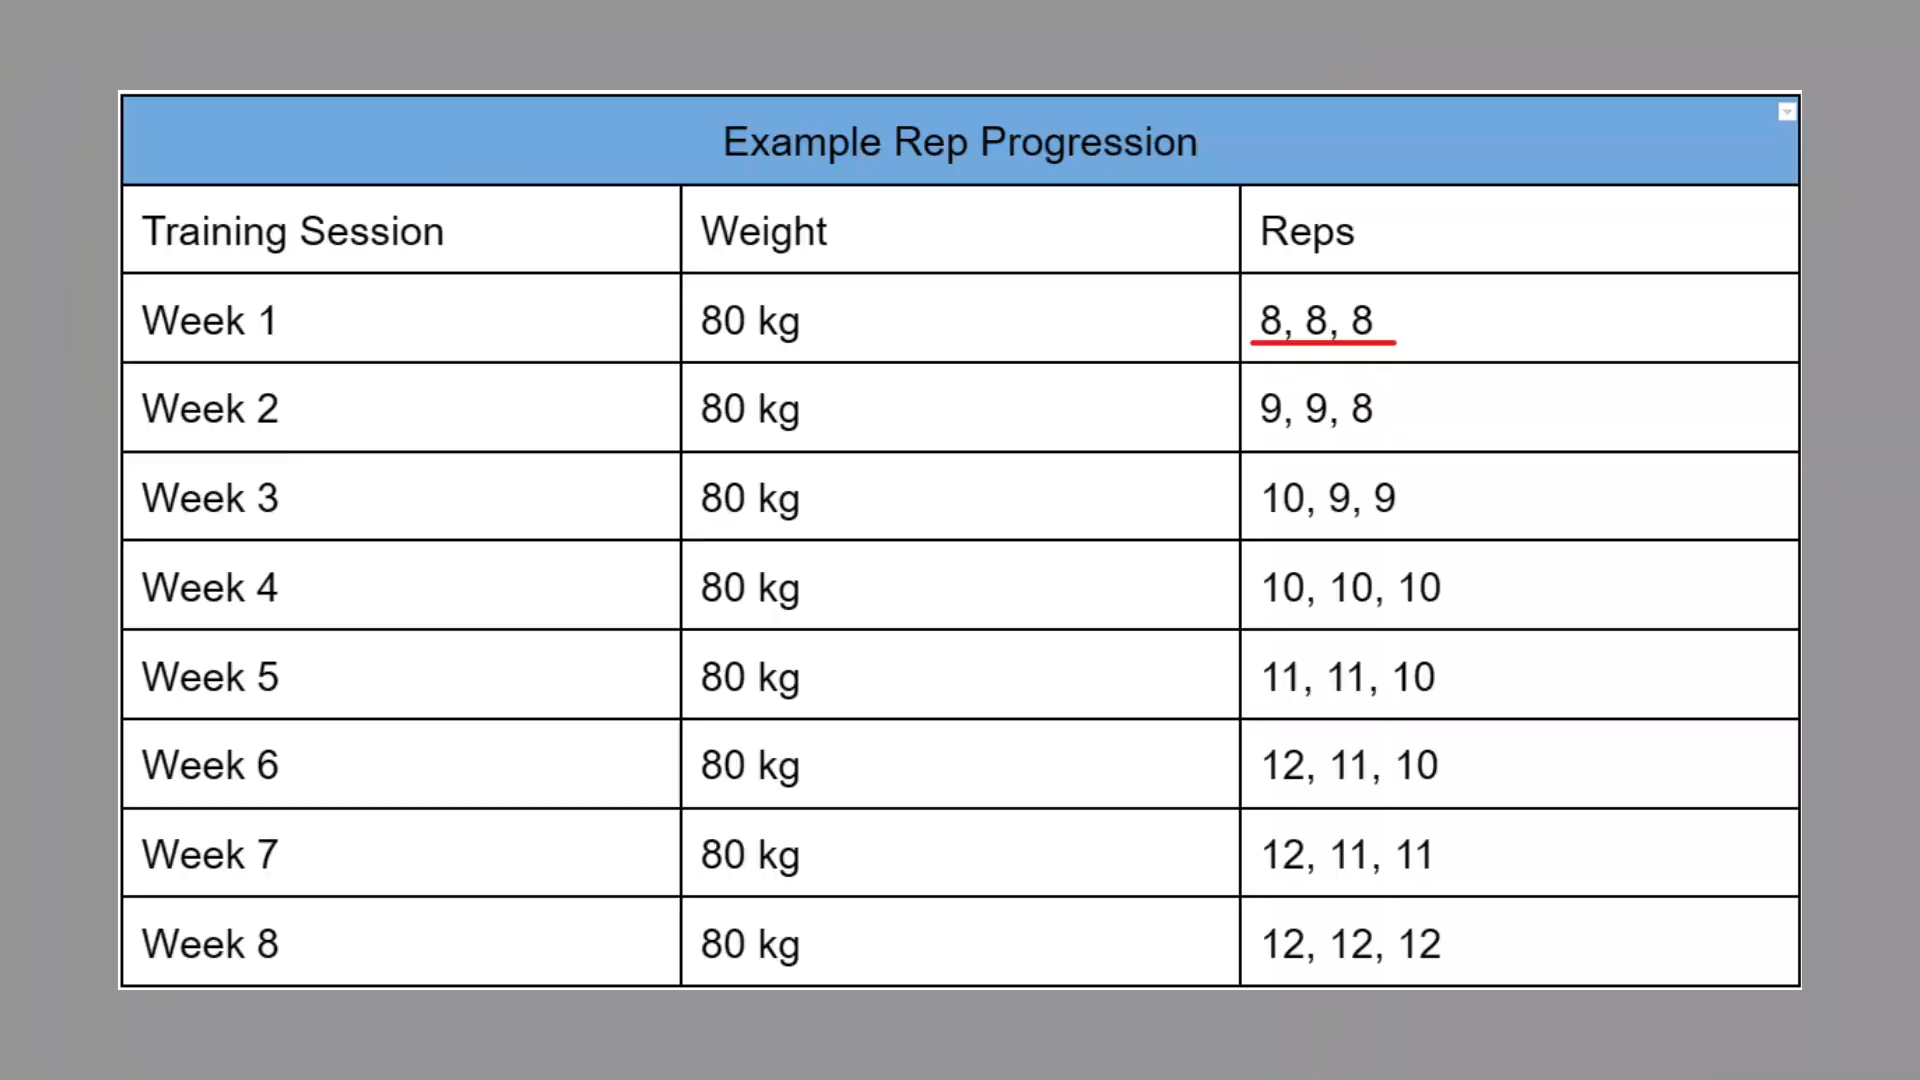 Example Rep Progression
Training Session Weight Reps
Week 1 80 kg 8, 8, 8
Week 2 80 kg 9, 9, 8
Week 3 80 kg 10, 9, 9
Week 4 80 kg 10, 10, 10
Week 5 80 kg 11, 11, 10
Week 6 80 kg 12, 11, 10
Week 7 80 kg 12, 11, 11
Week 8 80 kg 12, 12, 12